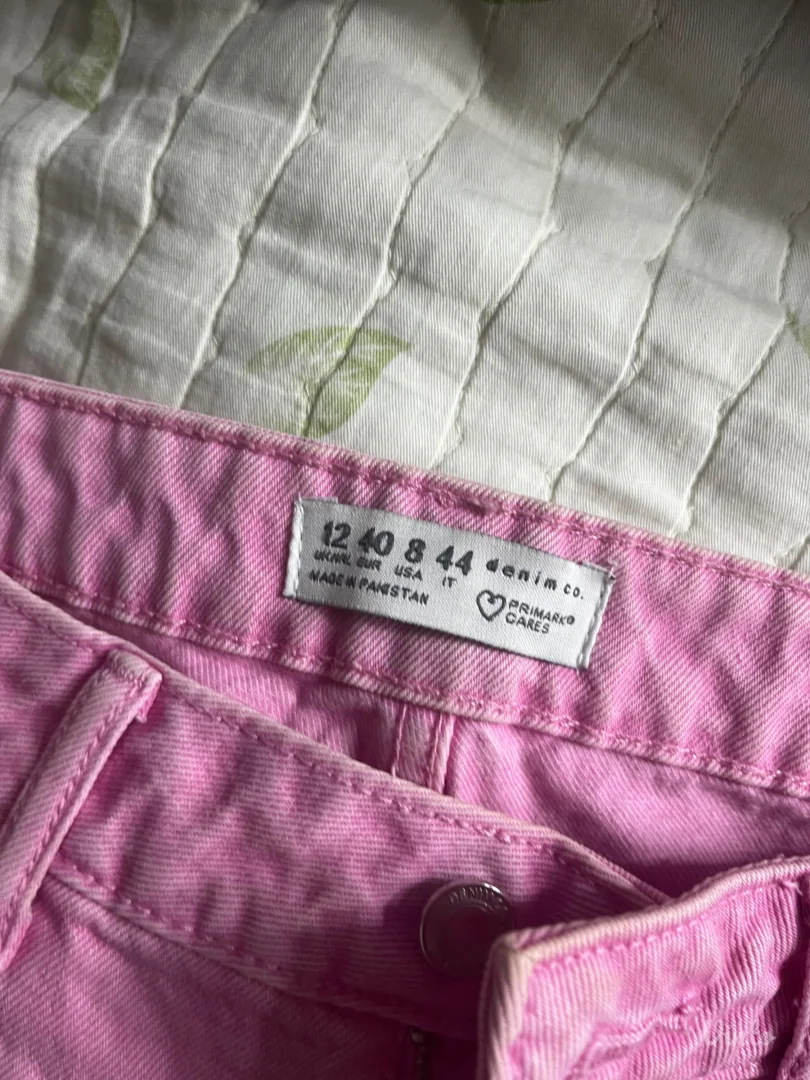 12 40 8 44 denim co.
UK/IRL EUR USA IT
MADE IN PAKISTAN
PRIMARK®
CARES